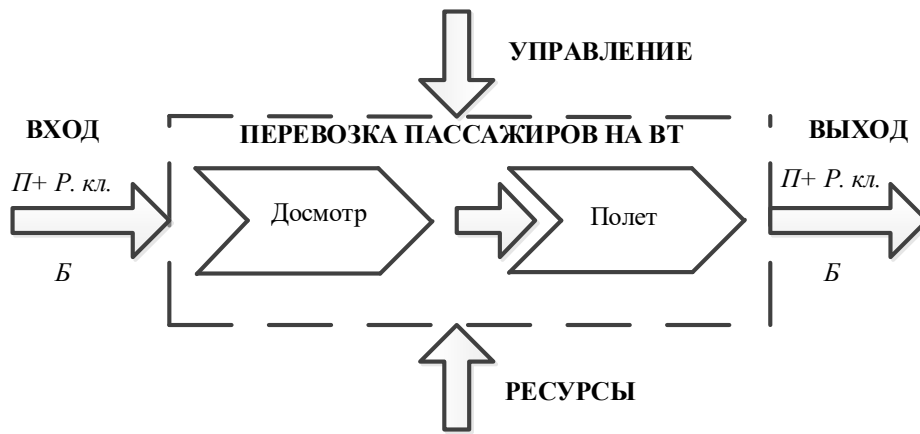 УПРАВЛЕНИЕ
ВХОД
ПЕРЕВОЗКА ПАССАЖИРОВ НА ВТ
ВЫХОД
П+ Р. кл.
Досмотр
Полет
П+ Р. кл.
Б
Б
РЕСУРСЫ